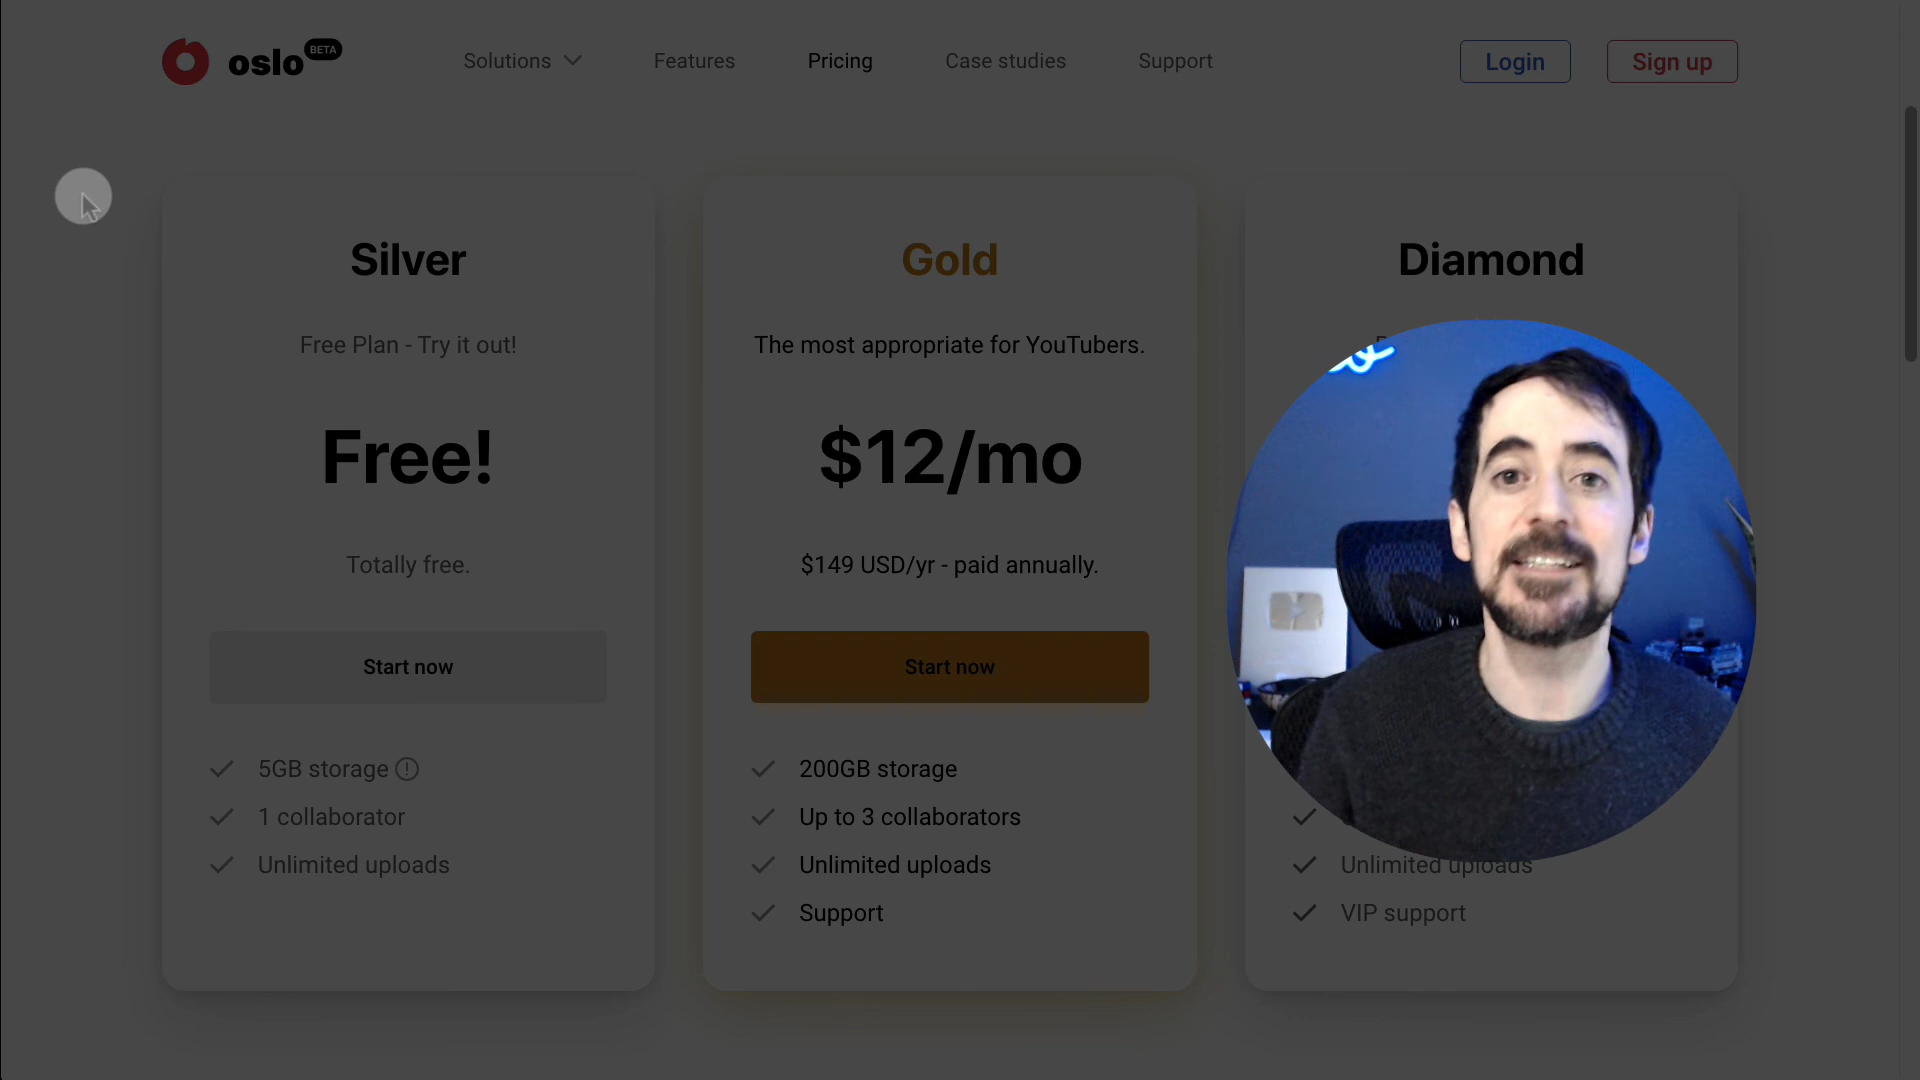 oslo BETA
Solutions
Features
Pricing
Case studies
Support
Login
Sign up
Silver
Free Plan - Try it out!
Free!
Totally free.
Start now
5GB storage
1 collaborator
Unlimited uploads
Gold
The most appropriate for YouTubers.
$12/mo
$149 USD/yr - paid annually.
Start now
200GB storage
Up to 3 collaborators
Unlimited uploads
Support
Diamond
Unlimited uploads
VIP support